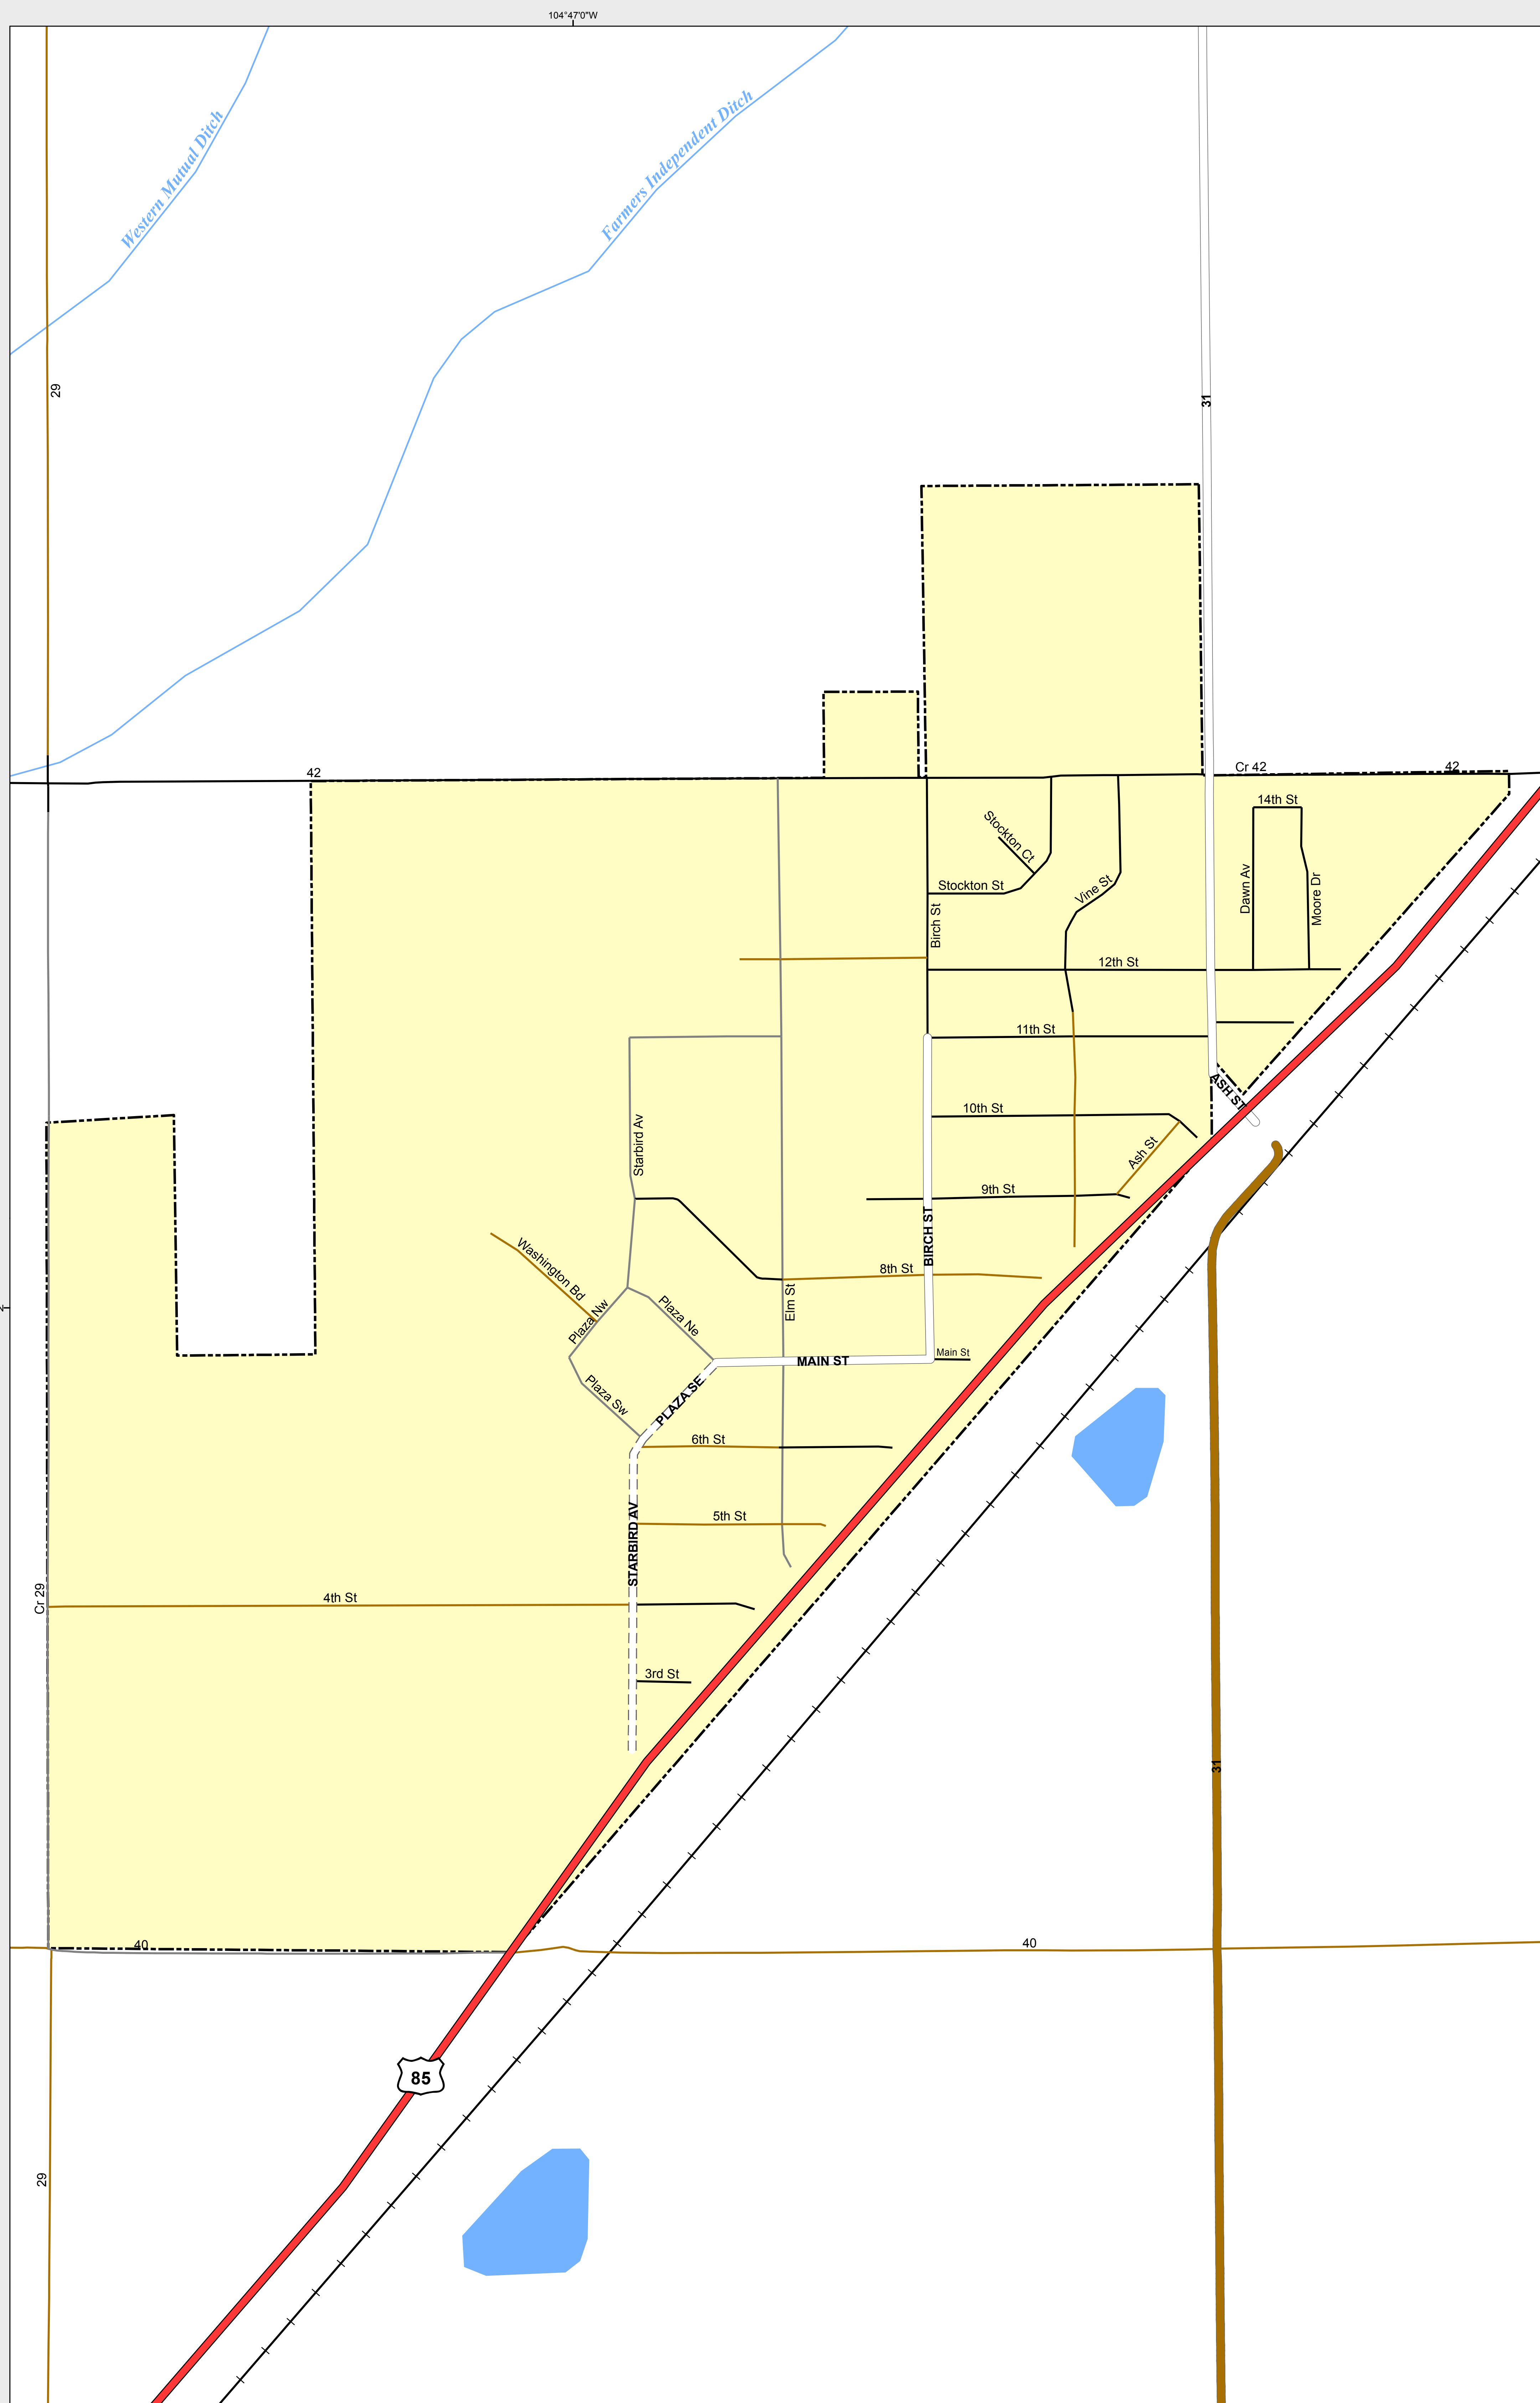 104°47'0"W
Western Mutual Ditch
Farmers Independent Ditch
29
31
42
Cr 42
42
14th St
Stockton Ct
Stockton St
Vine St
Dawn Av
Moore Dr
Birch St
12th St
11th St
ASH ST
10th St
Starbird Av
Ash St
9th St
BIRCH ST
Washington Bd
8th St
Elm St
Plaza Nw
Plaza Ne
Main St
MAIN ST
Plaza Sw
PLAZA SE
6th St
5th St
STARBIRD AV
Cr 29
4th St
3rd St
31
40
40
85
29